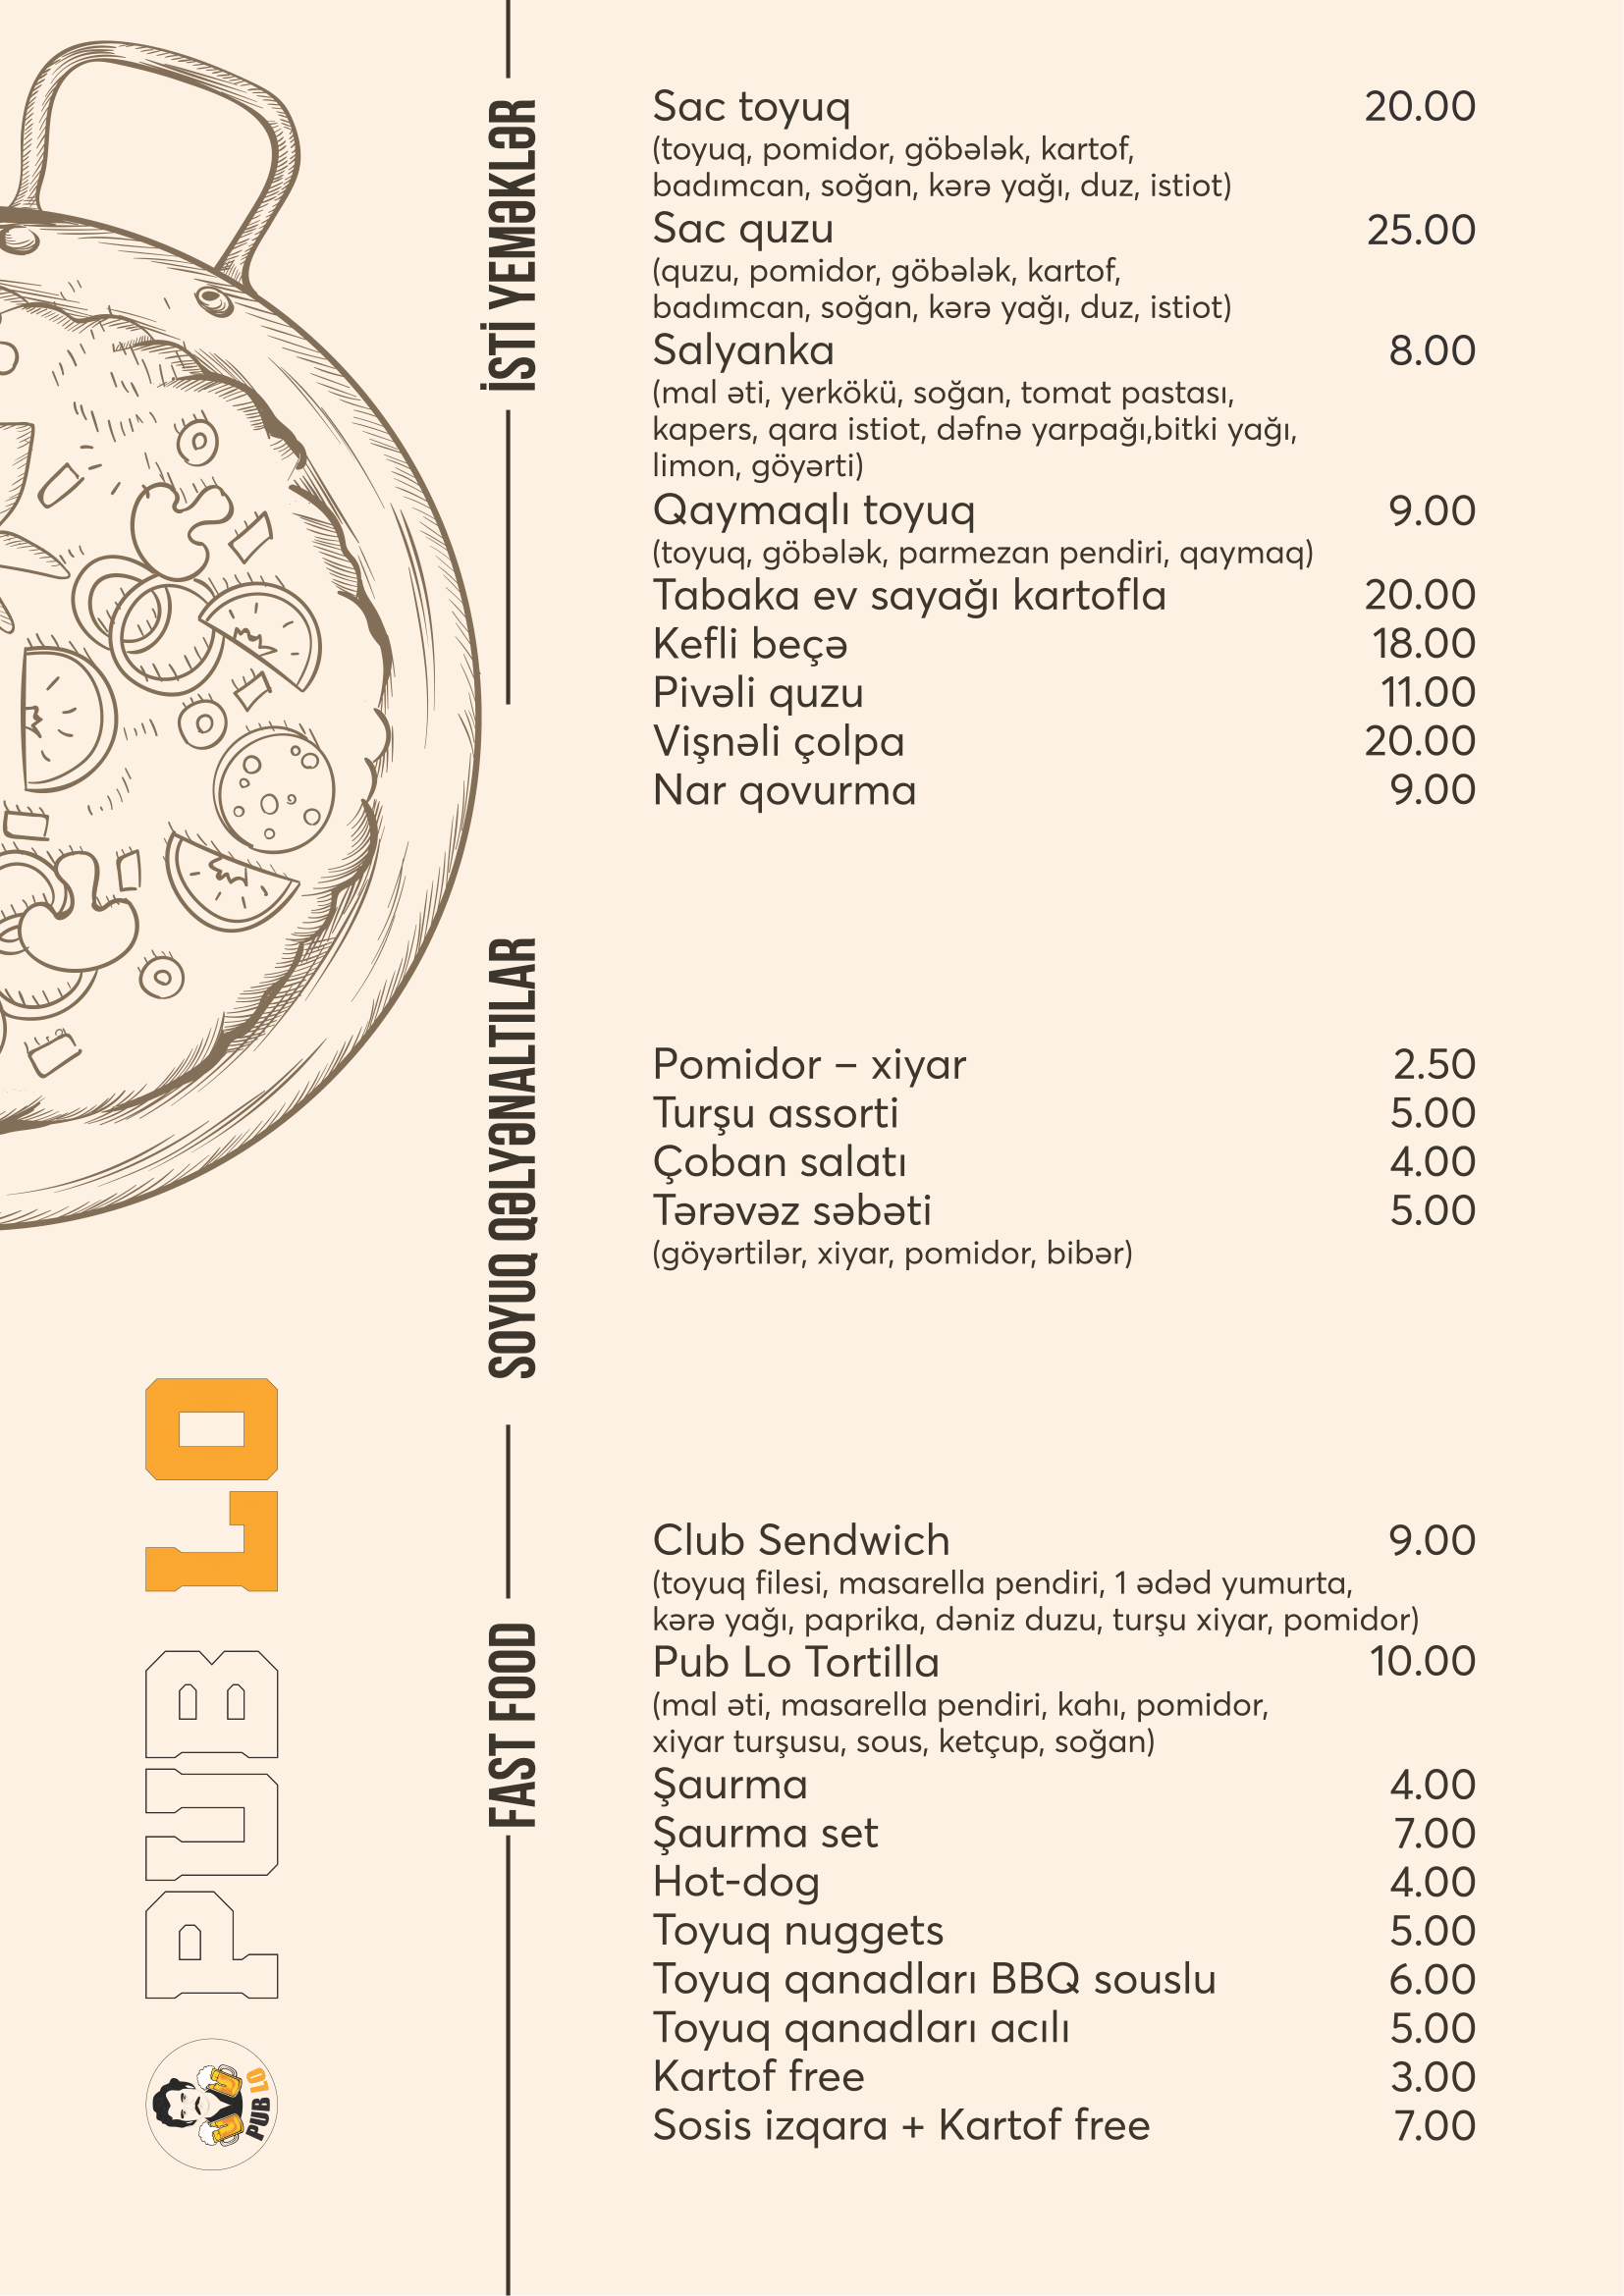 İSTİ YEMƏKLƏR
Sac toyuq 20.00
(toyuq, pomidor, göbələk, kartof,
badımcan, soğan, kərə yağı, duz, istiot)
Sac quzu 25.00
(quzu, pomidor, göbələk, kartof,
badımcan, soğan, kərə yağı, duz, istiot)
Salyanka 8.00
(mal əti, yerkökü, soğan, tomat pastası,
kapers, qara istiot, dəfnə yarpağı,bitki yağı,
limon, göyərti)
Qaymaqlı toyuq 9.00
(toyuq, göbələk, parmezan pendiri, qaymaq)
Tabaka ev sayağı kartofla 20.00
Kefli beçə 18.00
Pivəli quzu 11.00
Vişnəli çolpa 20.00
Nar qovurma 9.00
SOYUQ QƏLYƏNALTILAR
Pomidor – xiyar 2.50
Turşu assorti 5.00
Çoban salatı 4.00
Tərəvəz səbəti 5.00
(göyərtilər, xiyar, pomidor, bibər)
FAST FOOD
Club Sendwich 9.00
(toyuq filesi, masarella pendiri, 1 ədəd yumurta,
kərə yağı, paprika, dəniz duzu, turşu xiyar, pomidor)
Pub Lo Tortilla 10.00
(mal əti, masarella pendiri, kahı, pomidor,
xiyar turşusu, sous, ketçup, soğan)
Şaurma 4.00
Şaurma set 7.00
Hot-dog 4.00
Toyuq nuggets 5.00
Toyuq qanadları BBQ souslu 6.00
Toyuq qanadları acılı 5.00
Kartof free 3.00
Sosis izqara + Kartof free 7.00
PUB LO
PUB LO